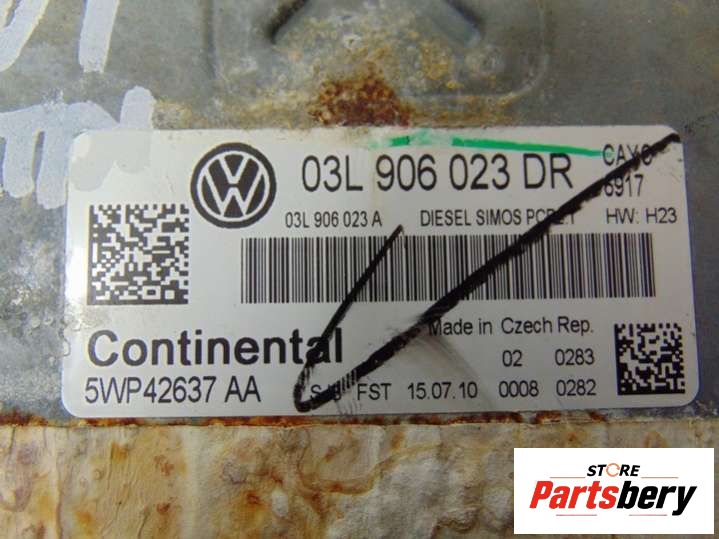 03L 906 023 DR CAYC
6917
03L 906 023 A DIESEL SIMOS PCR2.1 HW: H23
Continental
Made in Czech Rep.
02 0283
5WP42637 AA FST 15.07.10 0008 0282
STORE
Partsbery